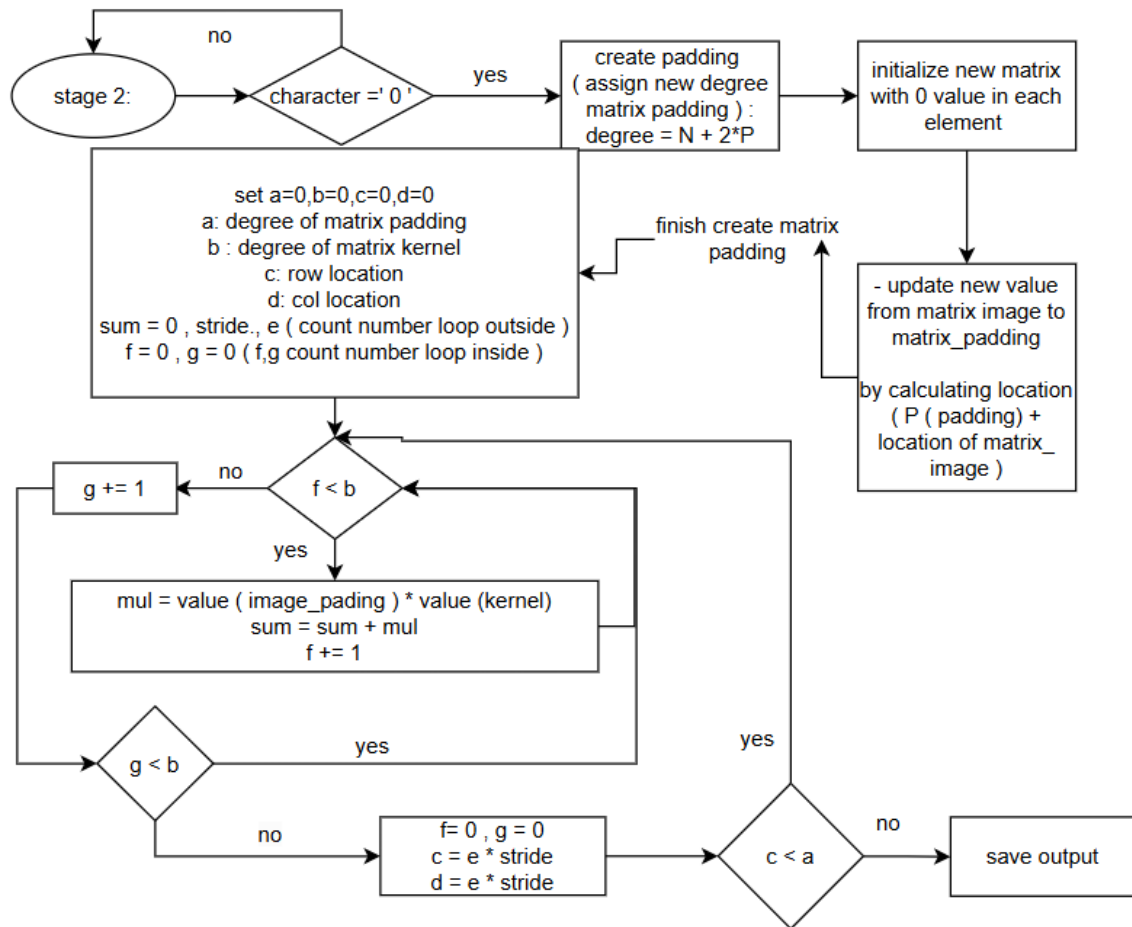 no
stage 2:
character =' 0 '
yes
create padding
( assign new degree
matrix padding ) :
degree = N + 2*P
initialize new matrix
with 0 value in each
element
- update new value
from matrix image to
matrix_padding
by calculating location
( P ( padding) +
location of matrix_
image )
finish create matrix
padding
set a=0,b=0,c=0,d=0
a: degree of matrix padding
b : degree of matrix kernel
c: row location
d: col location
sum = 0 , stride., e ( count number loop outside )
f = 0 , g = 0 ( f,g count number loop inside )
f < b
no
g += 1
yes
mul = value ( image_pading ) * value (kernel)
sum = sum + mul
f += 1
g < b
yes
no
f= 0 , g = 0
c = e * stride
d = e * stride
c < a
yes
no
save output